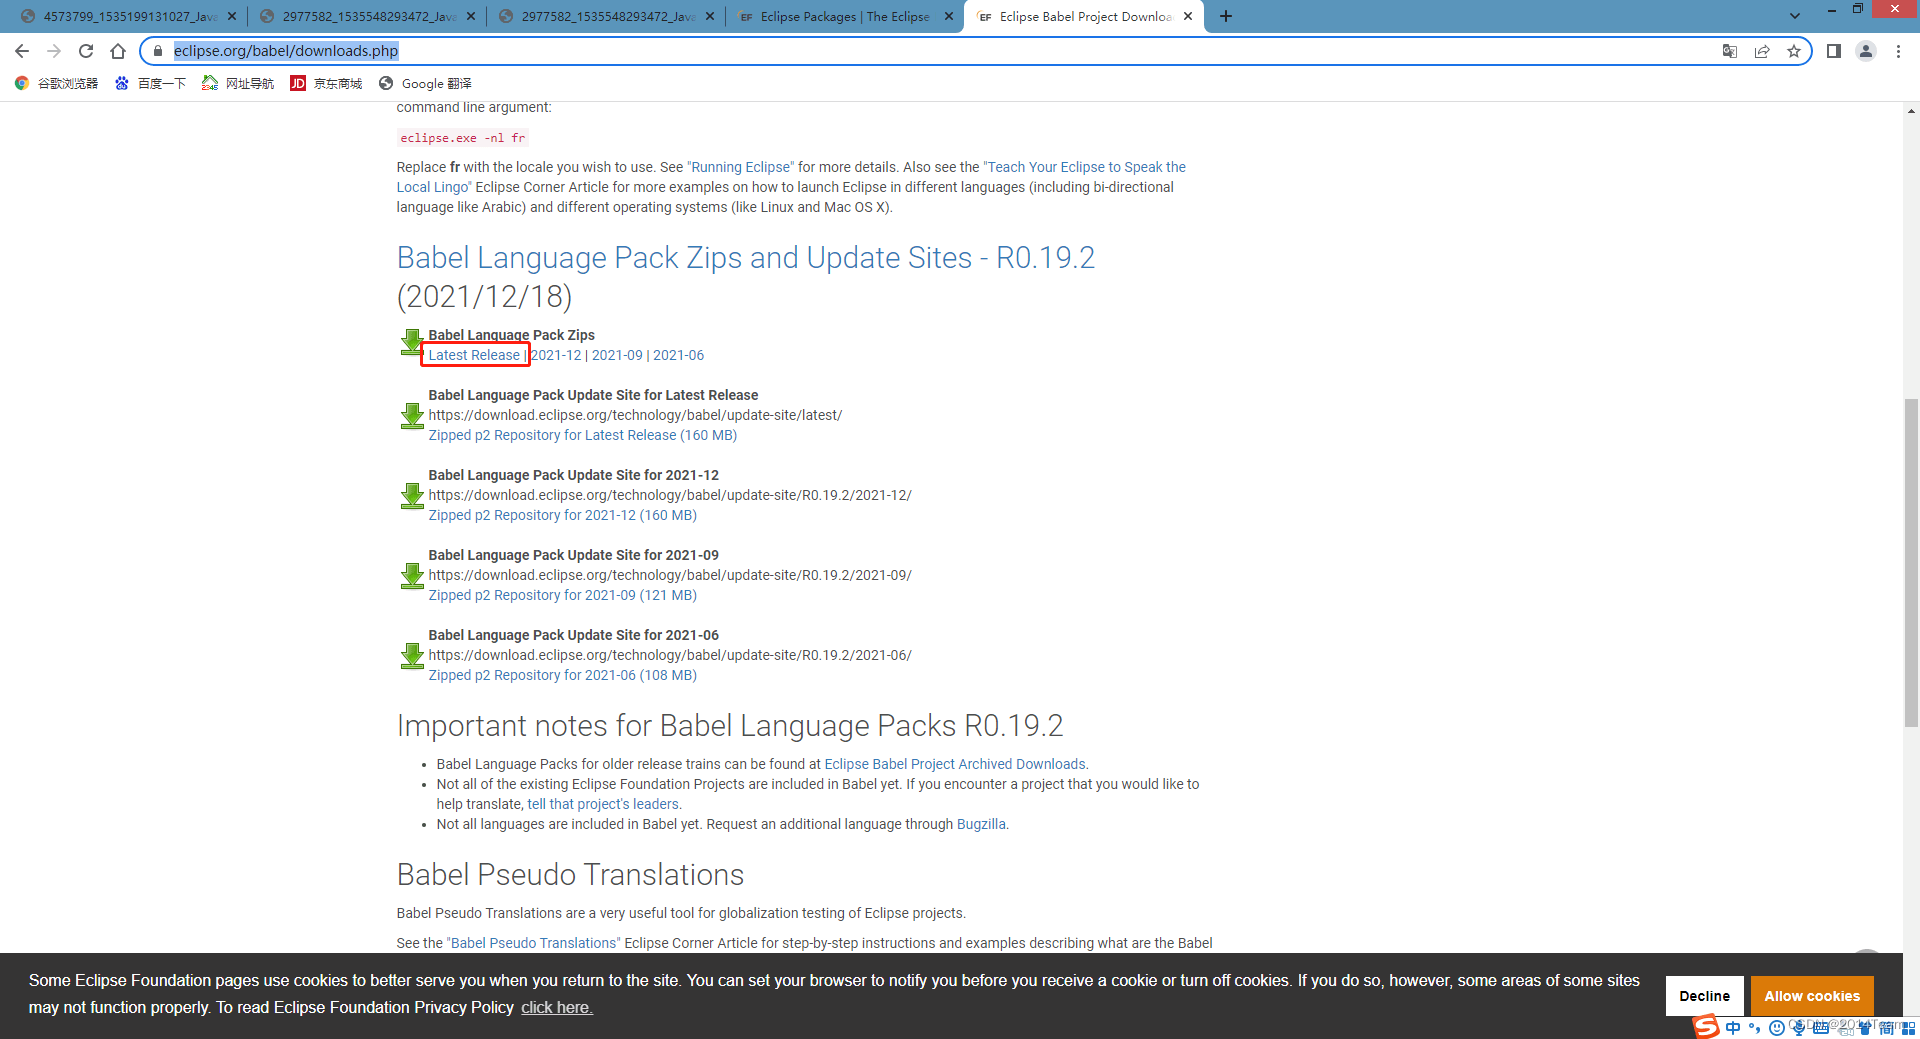 4573799_1535199131027_Java
2977582_1535548293472_Java
2977582_1535548293472_Java
EF Eclipse Packages | The Eclipse
EF Eclipse Babel Project Downloa
eclipse.org/babel/downloads.php
谷歌浏览器
百度一下
2345 网址导航
JD 京东商城
Google 翻译
command line argument:
eclipse.exe -nl fr
Replace fr with the locale you wish to use. See "Running Eclipse" for more details. Also see the "Teach Your Eclipse to Speak the
Local Lingo" Eclipse Corner Article for more examples on how to launch Eclipse in different languages (including bi-directional
language like Arabic) and different operating systems (like Linux and Mac OS X).
Babel Language Pack Zips and Update Sites - R0.19.2
(2021/12/18)
Babel Language Pack Zips
Latest Release | 2021-12 | 2021-09 | 2021-06
Babel Language Pack Update Site for Latest Release
https://download.eclipse.org/technology/babel/update-site/latest/
Zipped p2 Repository for Latest Release (160 MB)
Babel Language Pack Update Site for 2021-12
https://download.eclipse.org/technology/babel/update-site/R0.19.2/2021-12/
Zipped p2 Repository for 2021-12 (160 MB)
Babel Language Pack Update Site for 2021-09
https://download.eclipse.org/technology/babel/update-site/R0.19.2/2021-09/
Zipped p2 Repository for 2021-09 (121 MB)
Babel Language Pack Update Site for 2021-06
https://download.eclipse.org/technology/babel/update-site/R0.19.2/2021-06/
Zipped p2 Repository for 2021-06 (108 MB)
Important notes for Babel Language Packs R0.19.2
• Babel Language Packs for older release trains can be found at Eclipse Babel Project Archived Downloads.
• Not all of the existing Eclipse Foundation Projects are included in Babel yet. If you encounter a project that you would like to
help translate, tell that project's leaders.
• Not all languages are included in Babel yet. Request an additional language through Bugzilla.
Babel Pseudo Translations
Babel Pseudo Translations are a very useful tool for globalization testing of Eclipse projects.
See the "Babel Pseudo Translations" Eclipse Corner Article for step-by-step instructions and examples describing what are the Babel
Some Eclipse Foundation pages use cookies to better serve you when you return to the site. You can set your browser to notify you before you receive a cookie or turn off cookies. If you do so, however, some areas of some sites
may not function properly. To read Eclipse Foundation Privacy Policy click here.
Decline
Allow cookies
S 中 简